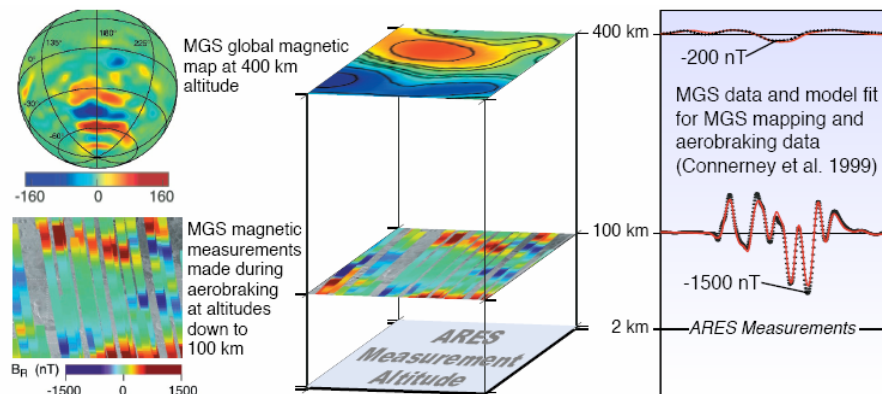 135°
180°
225°
0°
-30°
-60°
-160
0
160
MGS global magnetic
map at 400 km
altitude
MGS magnetic
measurements
made during
aerobraking
at altitudes
down to
100 km
B_R (nT)
-1500
0
1500
ARES
Measurement
Altitude
400 km
100 km
2 km
-200 nT
MGS data and model fit
for MGS mapping and
aerobraking data
(Connerney et al. 1999)
-1500 nT
ARES Measurements